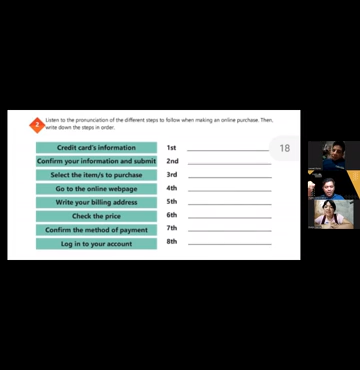 2
Listen to the pronunciation of the different steps to follow when making an online purchase. Then,
write down the steps in order.
Credit card's information
Confirm your information and submit
Select the item/s to purchase
Go to the online webpage
Write your billing address
Check the price
Confirm the method of payment
Log in to your account
1st
2nd
3rd
4th
5th
6th
7th
8th
18